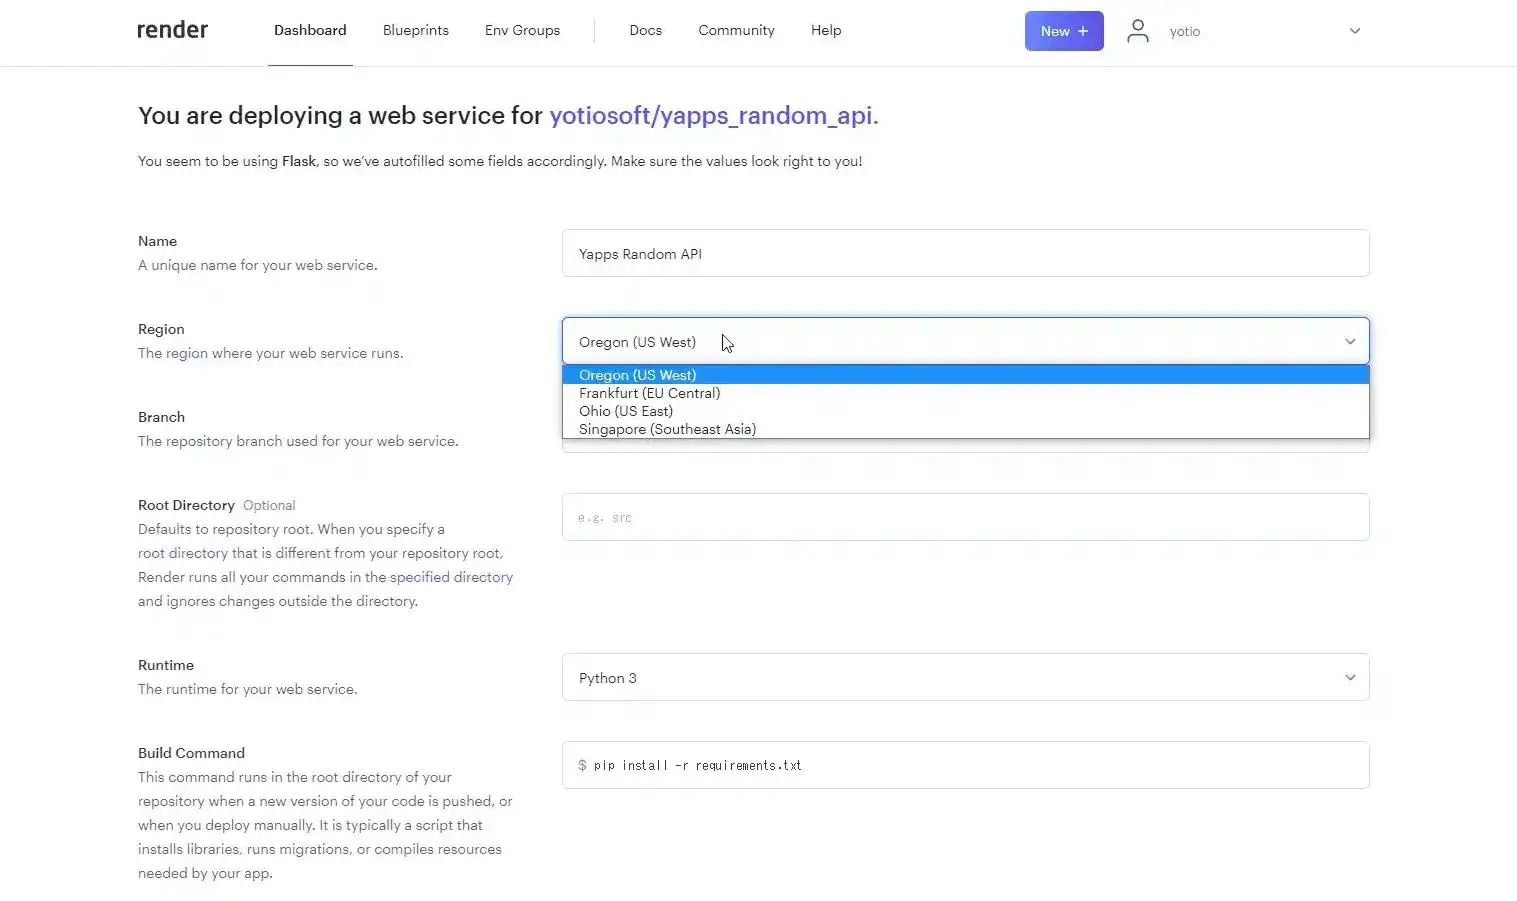 render
Dashboard
Blueprints
Env Groups
Docs
Community
Help
New +
yotio
You are deploying a web service for yotiosoft/yapps_random_api.
You seem to be using Flask, so we've autofilled some fields accordingly. Make sure the values look right to you!
Name
A unique name for your web service.
Yapps Random API
Region
The region where your web service runs.
Oregon (US West)
Oregon (US West)
Frankfurt (EU Central)
Ohio (US East)
Singapore (Southeast Asia)
Branch
The repository branch used for your web service.
Root Directory Optional
Defaults to repository root. When you specify a
root directory that is different from your repository root,
Render runs all your commands in the specified directory
and ignores changes outside the directory.
e.g. src
Runtime
The runtime for your web service.
Python 3
Build Command
This command runs in the root directory of your
repository when a new version of your code is pushed, or
when you deploy manually. It is typically a script that
installs libraries, runs migrations, or compiles resources
needed by your app.
$ pip install -r requirements.txt